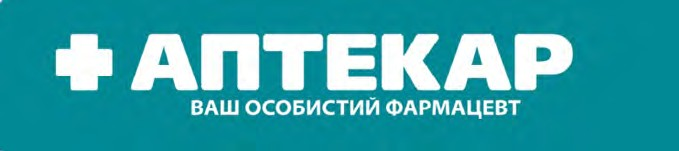 АПТЕКАР
ВАШ ОСОБИСТИЙ ФАРМАЦЕВТ